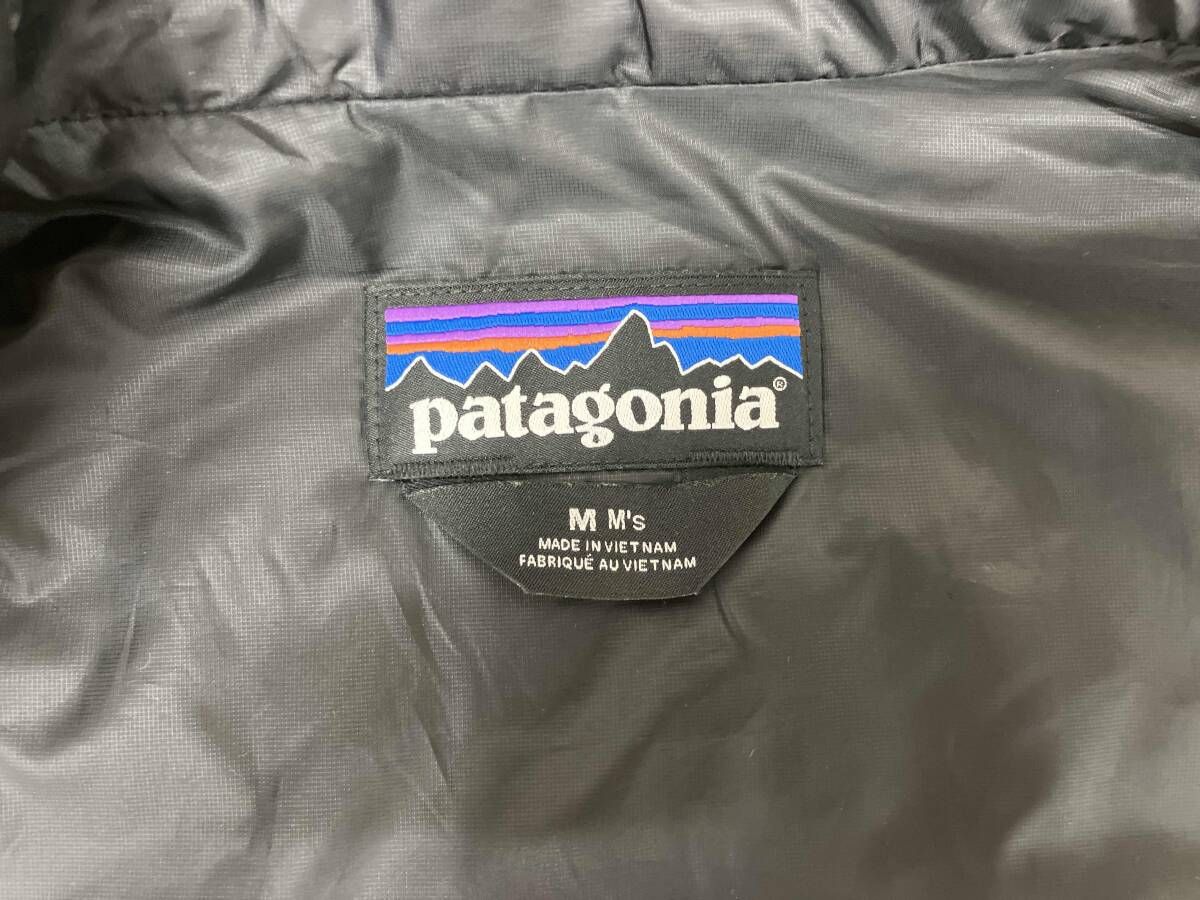 patagonia®
M M's
MADE IN VIETNAM
FABRIQUÉ AU VIETNAM